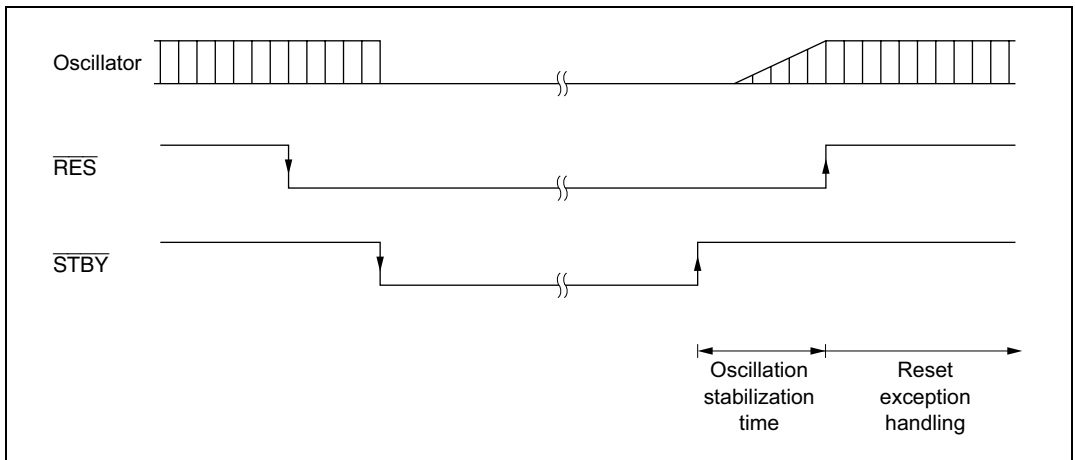 Oscillator
RES
STBY
Oscillation
stabilization
time
Reset
exception
handling